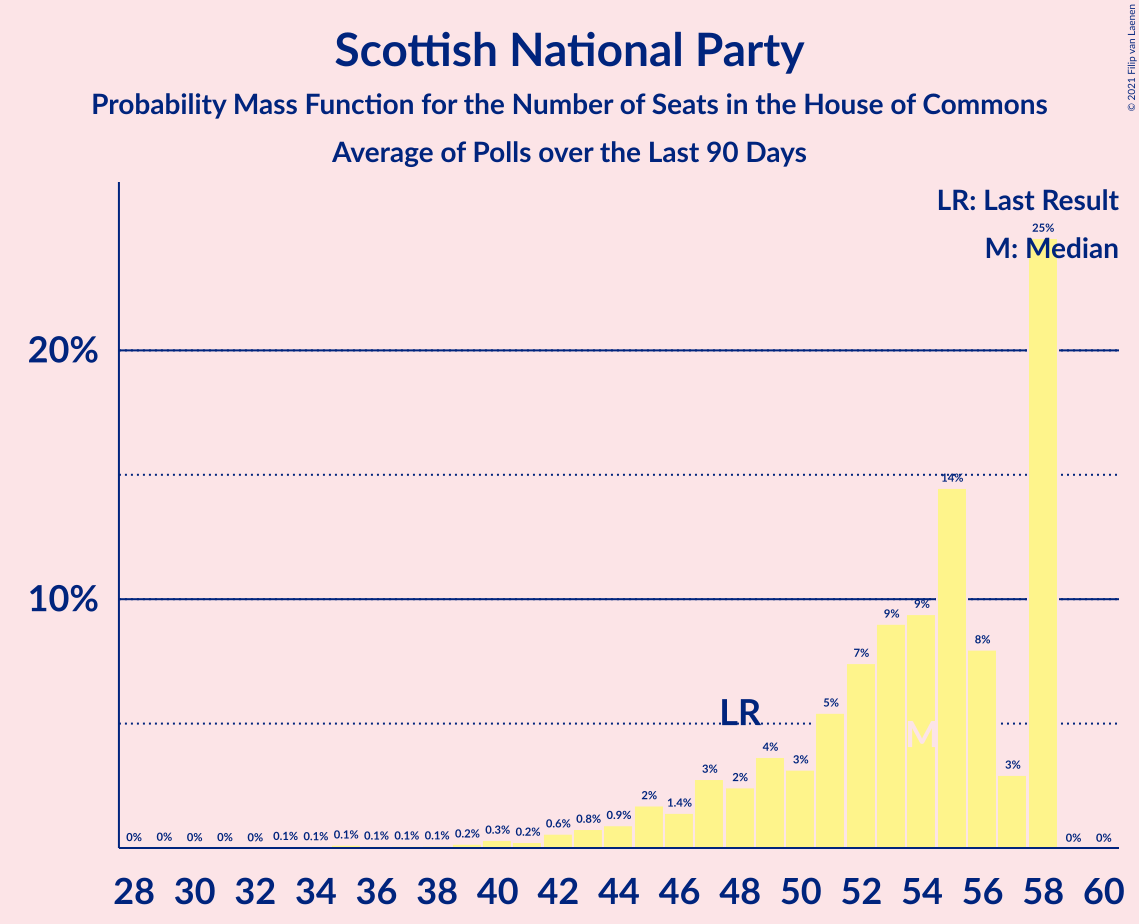 © 2021 Filip van Laenen
Scottish National Party
Probability Mass Function for the Number of Seats in the House of Commons
Average of Polls over the Last 90 Days
LR: Last Result
M: Median
20%
10%
0% 0% 0% 0% 0% 0.1% 0.1% 0.1% 0.1% 0.1% 0.1% 0.2% 0.3% 0.2% 0.6% 0.8% 0.9% 2% 1.4% 3% 2% 4% 3% 5% 7% 9% 9% 14% 8% 3% 25% 0% 0%
LR
M
28 30 32 34 36 38 40 42 44 46 48 50 52 54 56 58 60